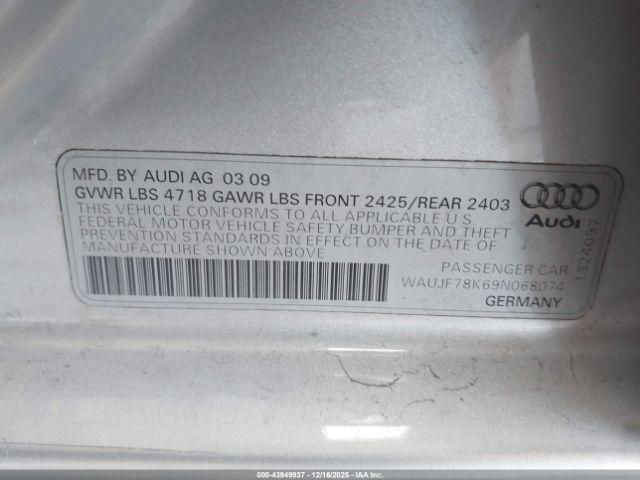 MFD. BY AUDI AG 03 09
GVWR LBS 4718 GAWR LBS FRONT 2425/REAR 2403
THIS VEHICLE CONFORMS TO ALL APPLICABLE U S
FEDERAL MOTOR VEHICLE SAFETY,BUMPER AND THEFT
PREVENTION STANDARDS IN EFFECT ON THE DATE OF
MANUFACTURE SHOWN ABOVE
Audi
1324097
PASSENGER CAR
WAUJF78K69N068074
GERMANY
000-43949937 - 12/16/2025 - IAAI.com